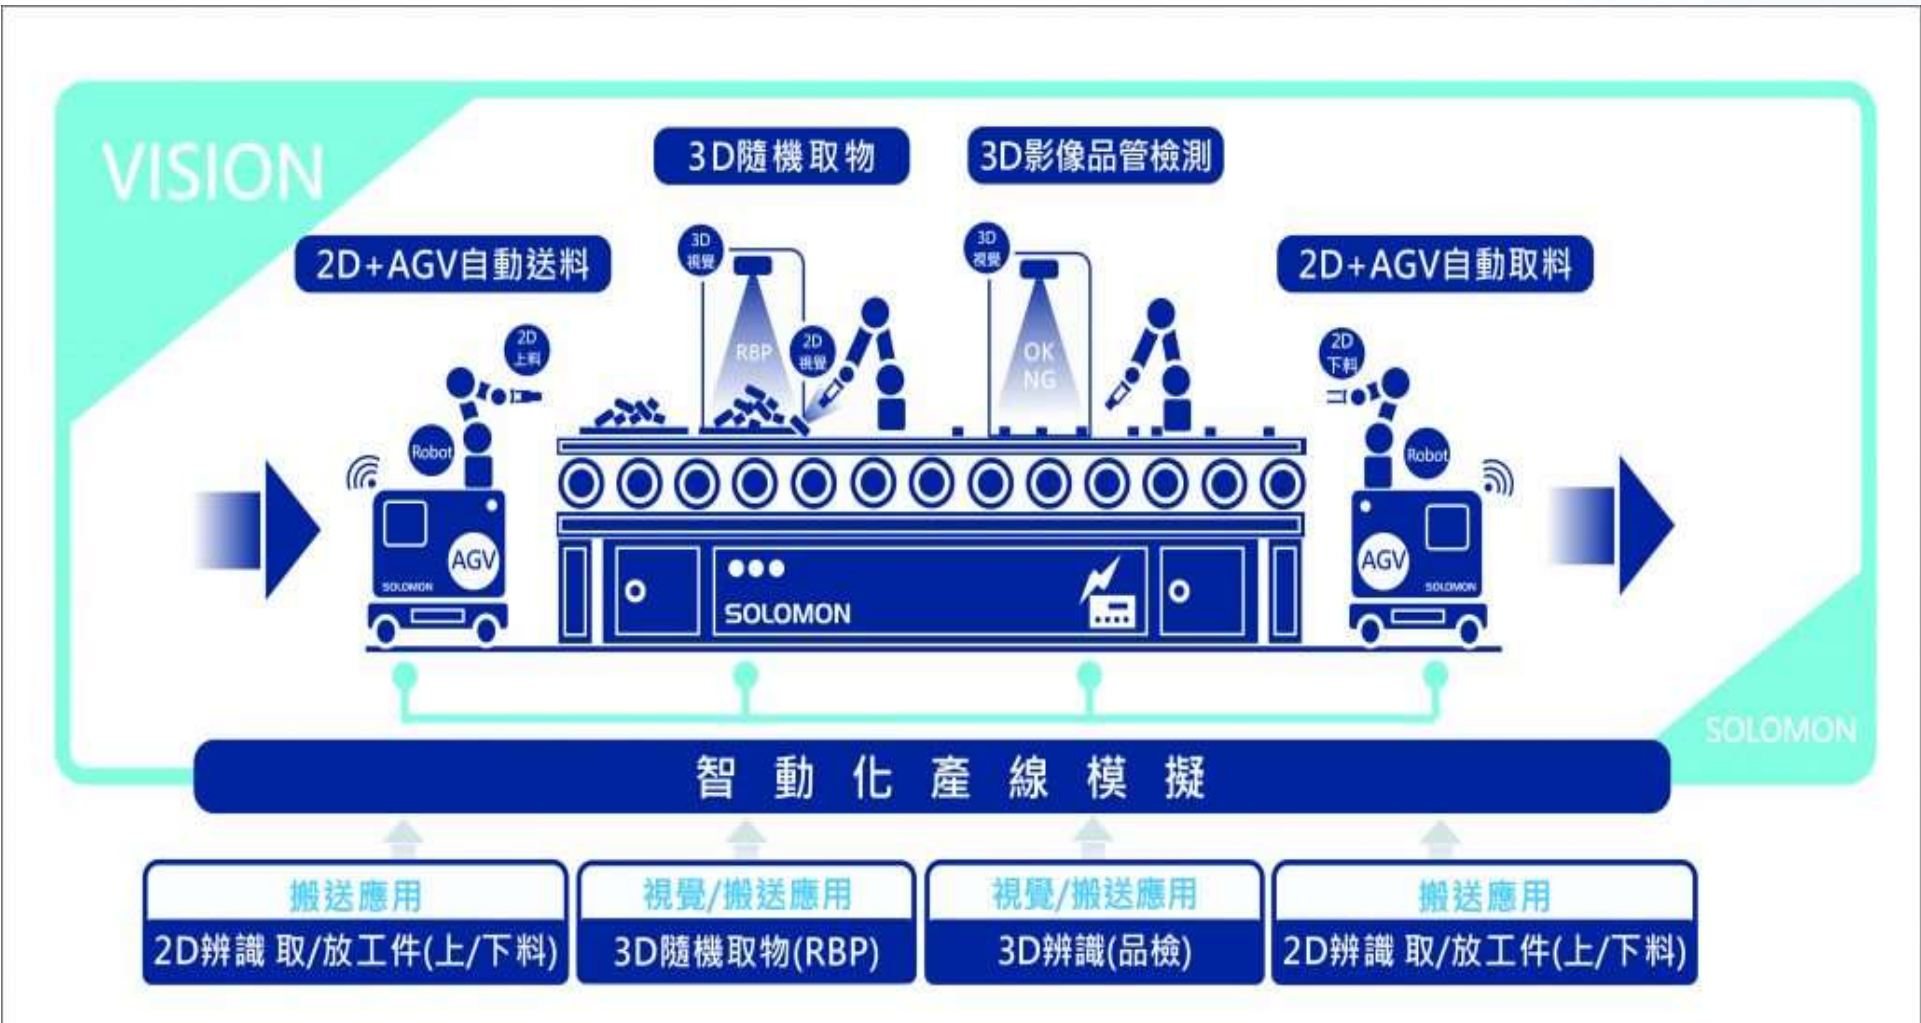 VISION
3D隨機取物
3D影像品管檢測
2D+AGV自動送料
2D+AGV自動取料
3D
視覺
3D
視覺
2D
上料
RBP
2D
視覺
OK
NG
2D
下料
Robot
Robot
AGV
SOLOMON
SOLOMON
AGV
SOLOMON
SOLOMON
智動化產線模擬
搬送應用
2D辨識 取/放工件(上/下料)
視覺/搬送應用
3D隨機取物(RBP)
視覺/搬送應用
3D辨識(品檢)
搬送應用
2D辨識 取/放工件(上/下料)